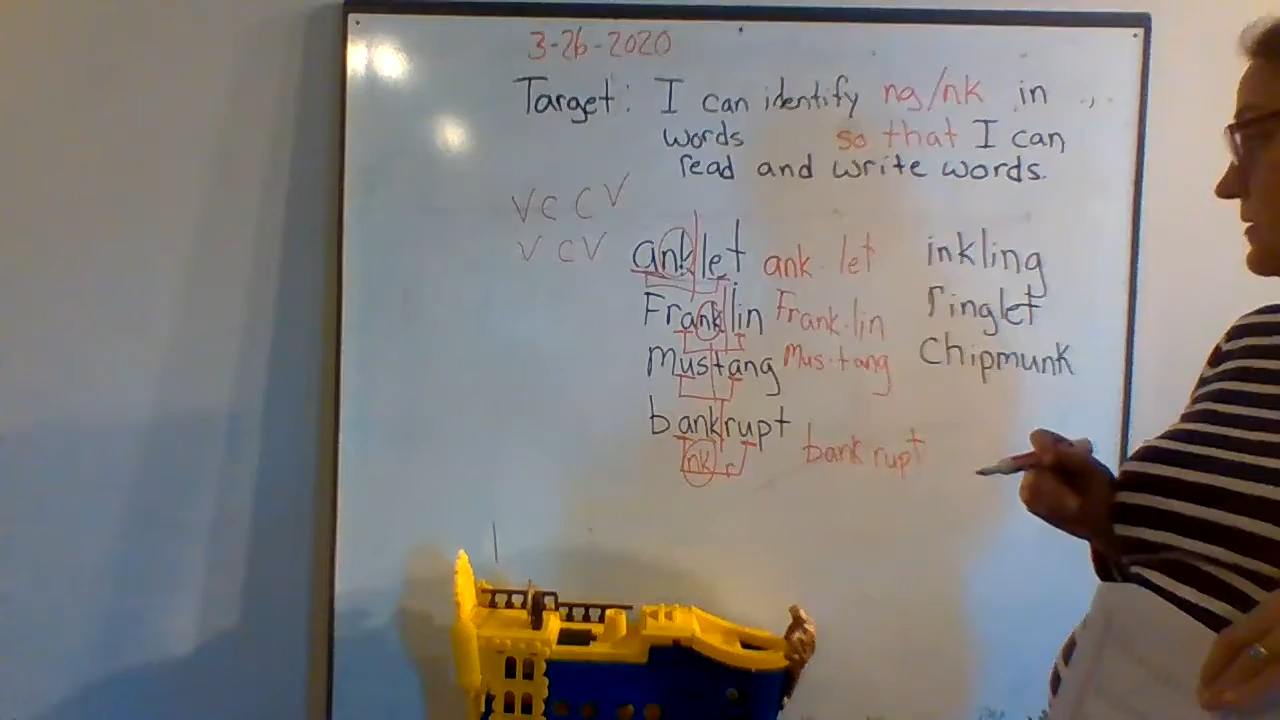 3-26-2020
Target: I can identify ng/nk in
words so that I can
read and write words.
VCCV
VCV anklet ank·let inkling
Franklin Frank·lin ringlet
Mustang Mus·tang Chipmunk
bankrupt bank rupt
nk r